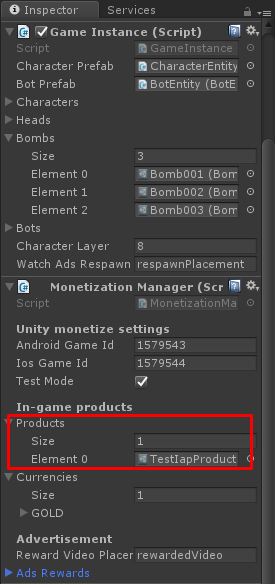 Inspector Services
Game Instance (Script)
Script GameInstance
Character Prefab CharacterEntity
Bot Prefab BotEntity (BotE
Characters
Heads
Bombs
Size 3
Element 0 Bomb001 (Bom
Element 1 Bomb002 (Bom
Element 2 Bomb003 (Bom
Bots
Character Layer 8
Watch Ads Respawn respawnPlacement
Monetization Manager (Scr
Script MonetizationMa
Unity monetize settings
Android Game Id 1579543
Ios Game Id 1579544
Test Mode
In-game products
Products
Size 1
Element 0 TestIapProduct
Currencies
Size 1
GOLD
Advertisement
Reward Video Placer rewardedVideo
Ads Rewards